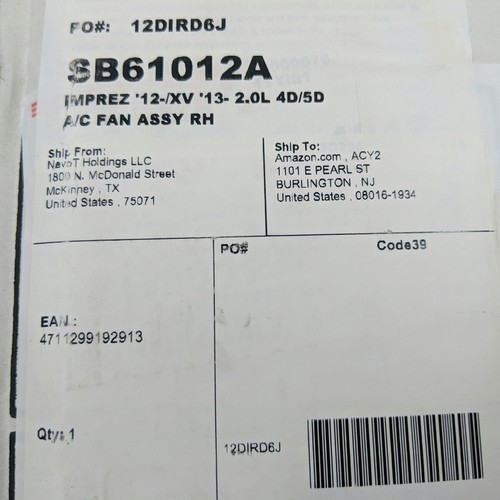 PO#: 12DIRD6J
SB61012A
IMPREZ '12-/XV '13- 2.0L 4D/5D
A/C FAN ASSY RH
Ship From:
NavoT Holdings LLC
1800 N. McDonald Street
McKinney , TX
United States , 75071
Ship To:
Amazon.com , ACY2
1101 E PEARL ST
BURLINGTON , NJ
United States , 08016-1934
PO# Code39
EAN :
4711299192913
Qty: 1
12DIRD6J